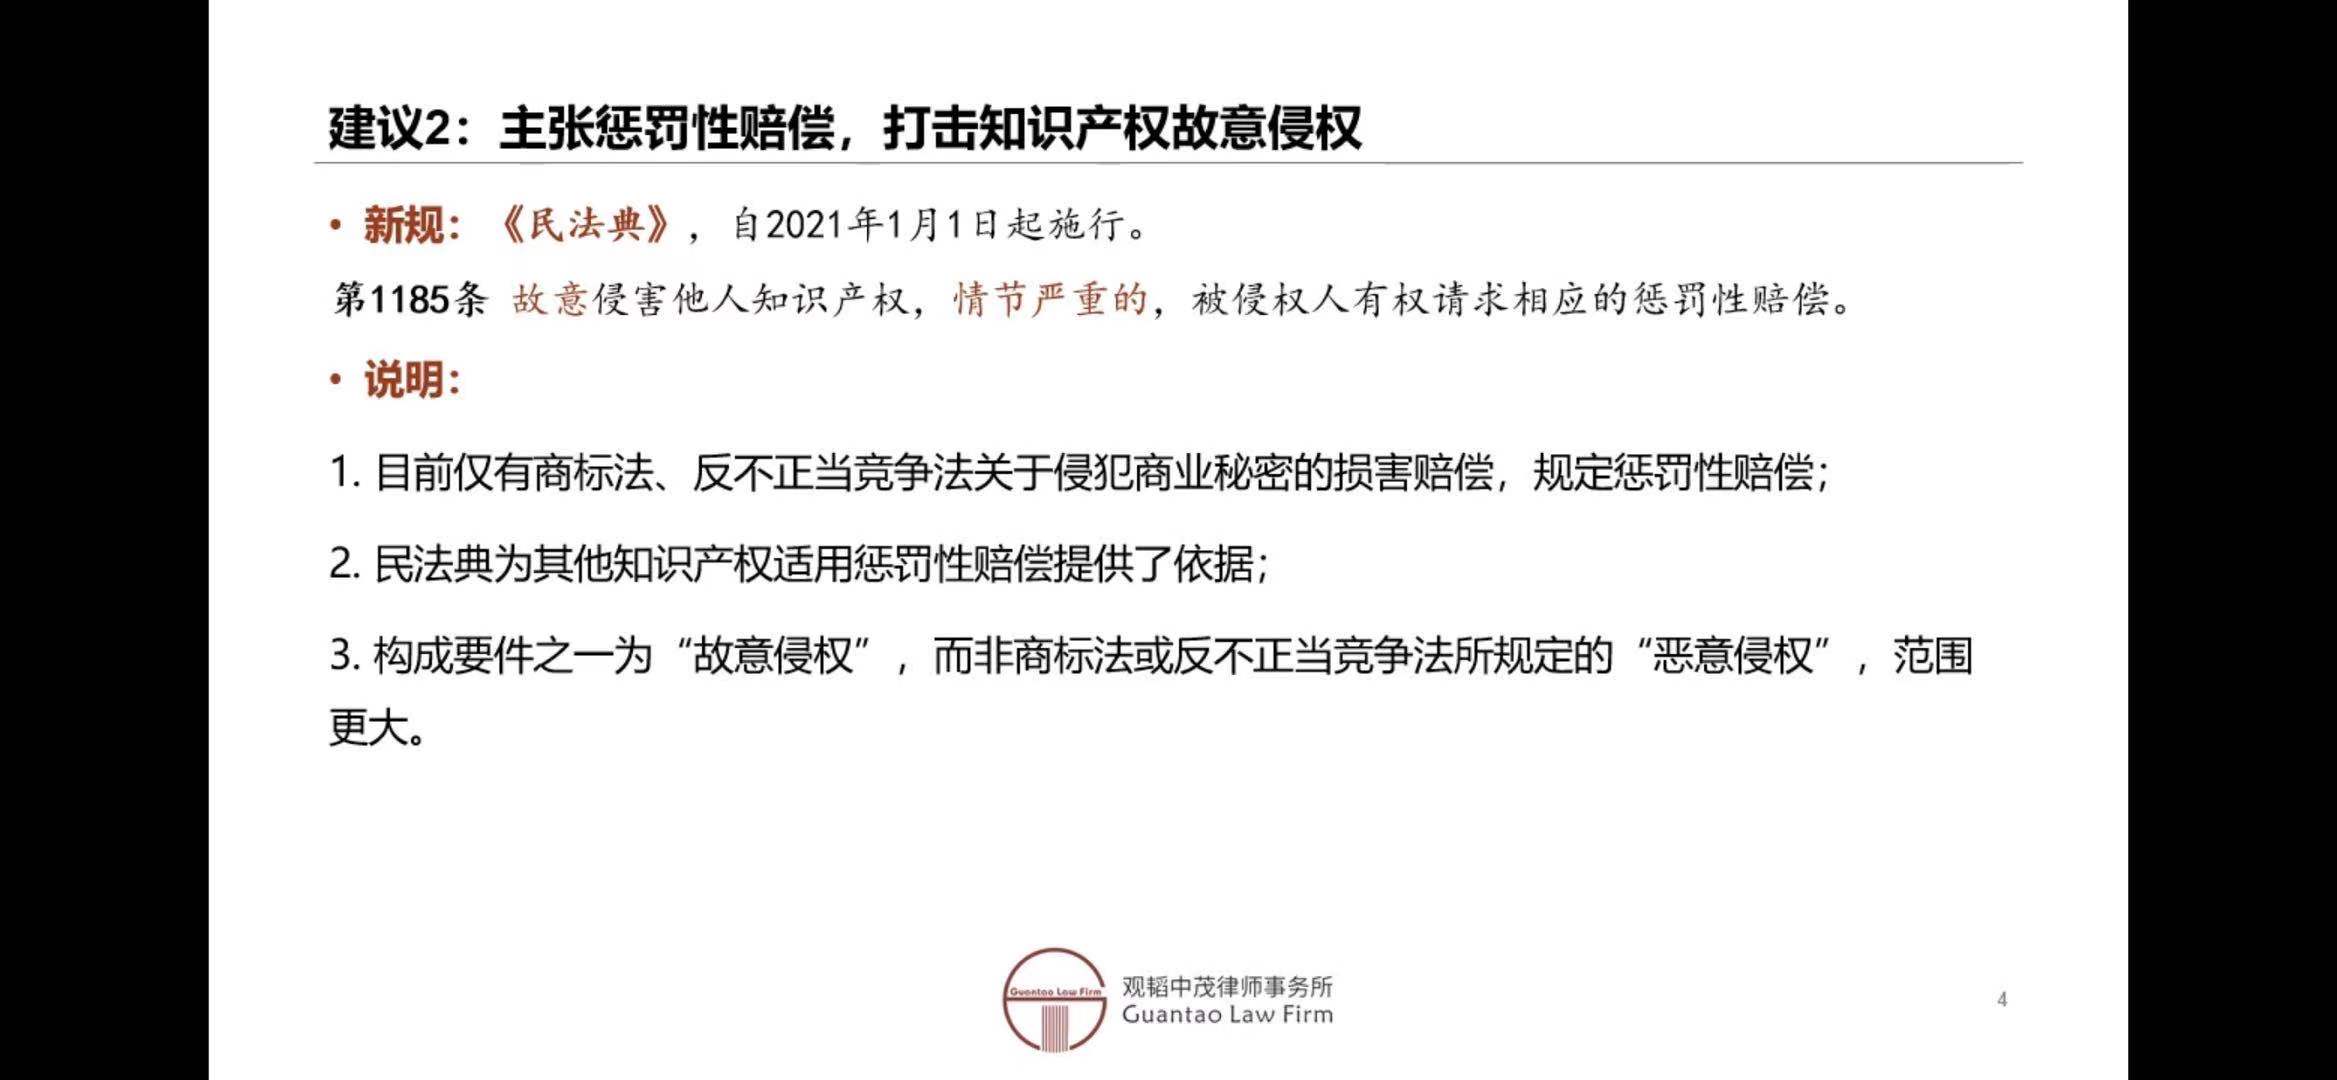 建议2：主张惩罚性赔偿，打击知识产权故意侵权
• 新规：《民法典》，自2021年1月1日起施行。
第1185条 故意侵害他人知识产权，情节严重的，被侵权人有权请求相应的惩罚性赔偿。
• 说明：
1. 目前仅有商标法、反不正当竞争法关于侵犯商业秘密的损害赔偿，规定惩罚性赔偿；
2. 民法典为其他知识产权适用惩罚性赔偿提供了依据；
3. 构成要件之一为“故意侵权”，而非商标法或反不正当竞争法所规定的“恶意侵权”，范围
更大。
Guantao Law Firm
观韬中茂律师事务所
Guantao Law Firm
4